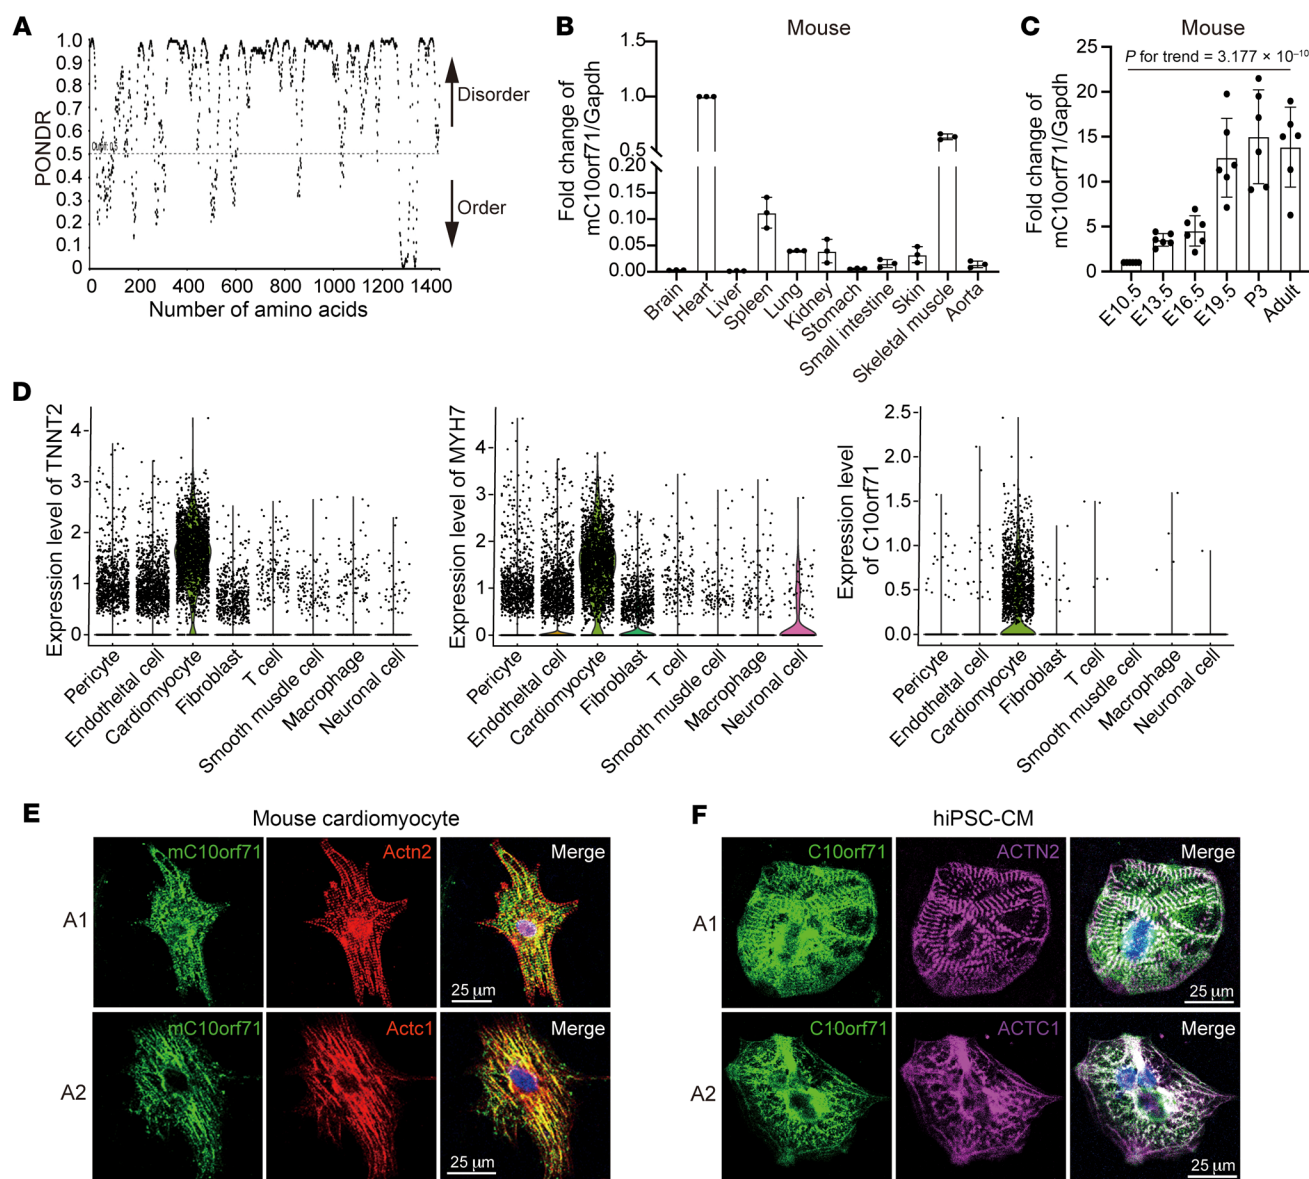 A
PONDR
1.0
0.9
0.8
0.7
0.6
0.5
0.4
0.3
0.2
0.1
0
0 200 400 600 800 1000 1200 1400
Number of amino acids
Disorder
Order
B
Mouse
Fold change of
mC10orf71/Gapdh
1.5
1.0
0.5
0.20
0.15
0.10
0.05
0.00
Brain
Heart
Liver
Spleen
Lung
Kidney
Stomach
Small intestine
Skin
Skeletal muscle
Aorta
C
Mouse
P for trend = 3.177 × 10⁻¹⁰
Fold change of
mC10orf71/Gapdh
25
20
15
10
5
0
E10.5
E13.5
E16.5
E19.5
P3
Adult
D
Expression level of TNNT2
4
3
2
1
0
Pericyte
Endotheltal cell
Cardiomyocyte
Fibroblast
T cell
Smooth musdle cell
Macrophage
Neuronal cell
Expression level of MYH7
4
3
2
1
0
Pericyte
Endotheltal cell
Cardiomyocyte
Fibroblast
T cell
Smooth musdle cell
Macrophage
Neuronal cell
Expression level
of C10orf71
2.5
2.0
1.5
1.0
0.5
0.0
Pericyte
Endotheltal cell
Cardiomyocyte
Fibroblast
T cell
Smooth musdle cell
Macrophage
Neuronal cell
E
Mouse cardiomyocyte
A1
mC10orf71
Actn2
Merge
25 µm
A2
mC10orf71
Actc1
Merge
25 µm
F
hiPSC-CM
A1
C10orf71
ACTN2
Merge
25 µm
A2
C10orf71
ACTC1
Merge
25 µm